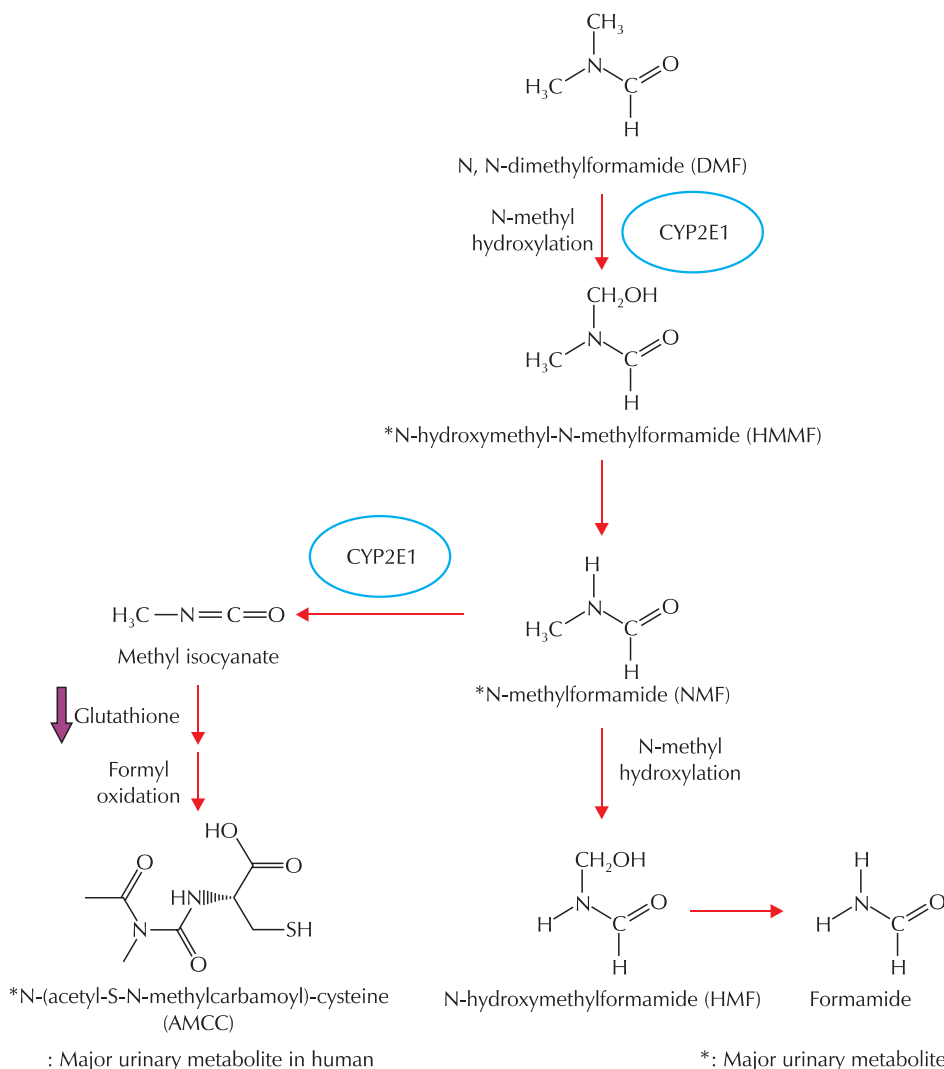 CH₃
N
O
H₃C
C
H
N, N-dimethylformamide (DMF)
N-methyl
hydroxylation
CYP2E1
CH₂OH
N
O
H₃C
C
H
*N-hydroxymethyl-N-methylformamide (HMMF)
CYP2E1
H
N
O
H₃C
C
H
H₃C—N=C=O
Methyl isocyanate
*N-methylformamide (NMF)
Glutathione
N-methyl
hydroxylation
Formyl
oxidation
HO
O
O
HN
N
SH
O
CH₂OH
N
O
H
C
H
H
N
O
H
C
H
*N-(acetyl-S-N-methylcarbamoyl)-cysteine
(AMCC)
N-hydroxymethylformamide (HMF)
Formamide
: Major urinary metabolite in human
*: Major urinary metabolite